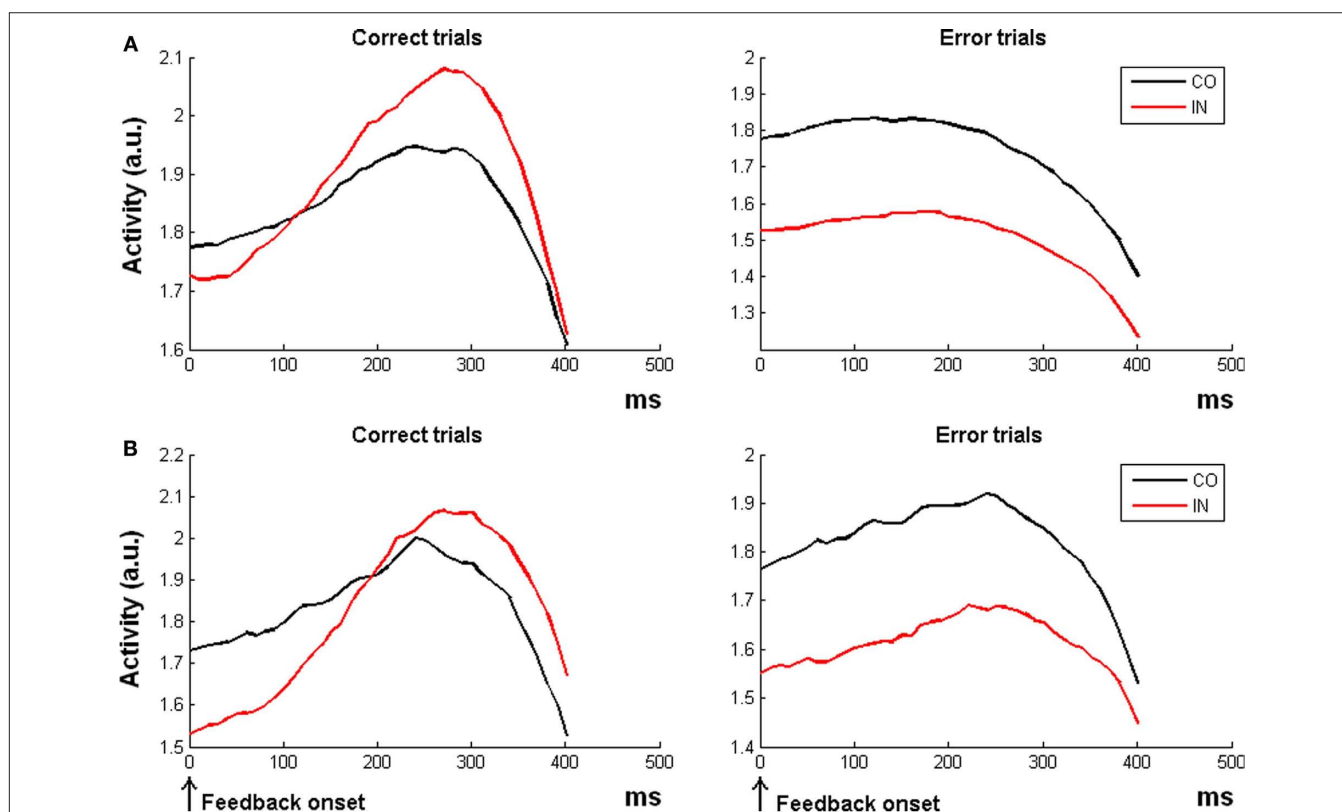 A
Correct trials
Error trials
2.1
2
1.9
1.8
1.7
1.6
Activity (a.u.)
0 100 200 300 400 500
ms
2
1.9
1.8
1.7
1.6
1.5
1.4
1.3
0 100 200 300 400 500
ms
CO
IN
B
Correct trials
Error trials
2.2
2.1
2
1.9
1.8
1.7
1.6
1.5
Activity (a.u.)
0 100 200 300 400 500
Feedback onset
ms
2
1.9
1.8
1.7
1.6
1.5
1.4
0 100 200 300 400 500
Feedback onset
ms
CO
IN